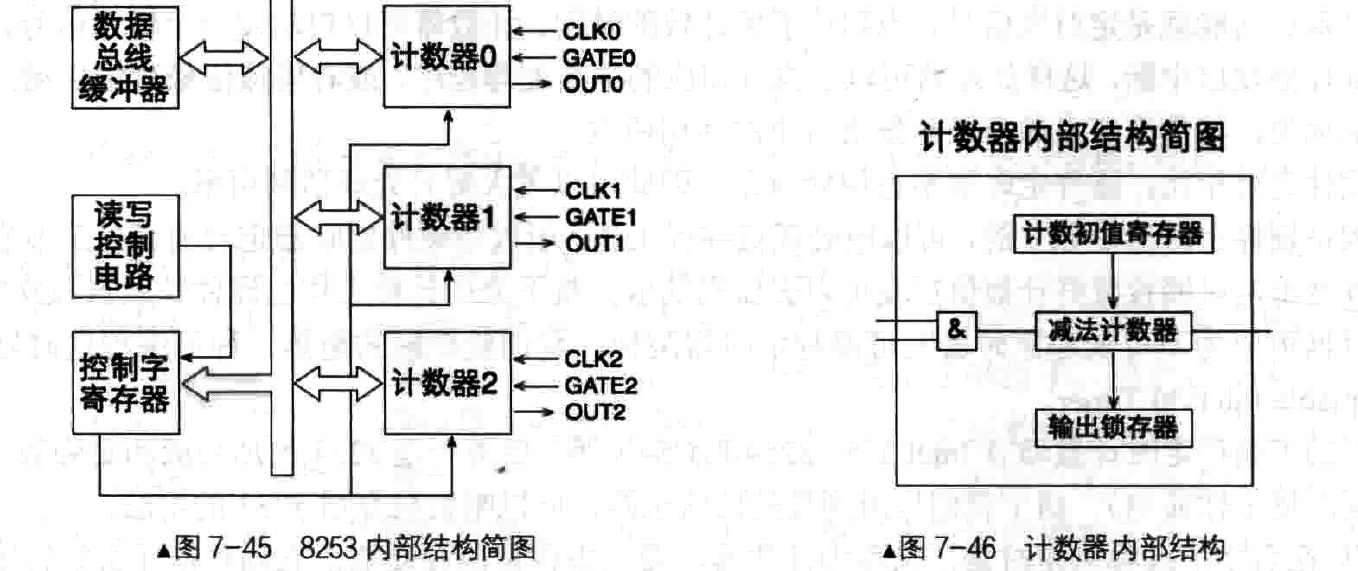 数据
总线
缓冲器
计数器0
CLK0
GATE0
OUT0
读写
控制
电路
计数器1
CLK1
GATE1
OUT1
控制字
寄存器
计数器2
CLK2
GATE2
OUT2
▲图 7-45 8253 内部结构简图
计数器内部结构简图
计数初值寄存器
&
减法计数器
输出锁存器
▲图 7-46 计数器内部结构